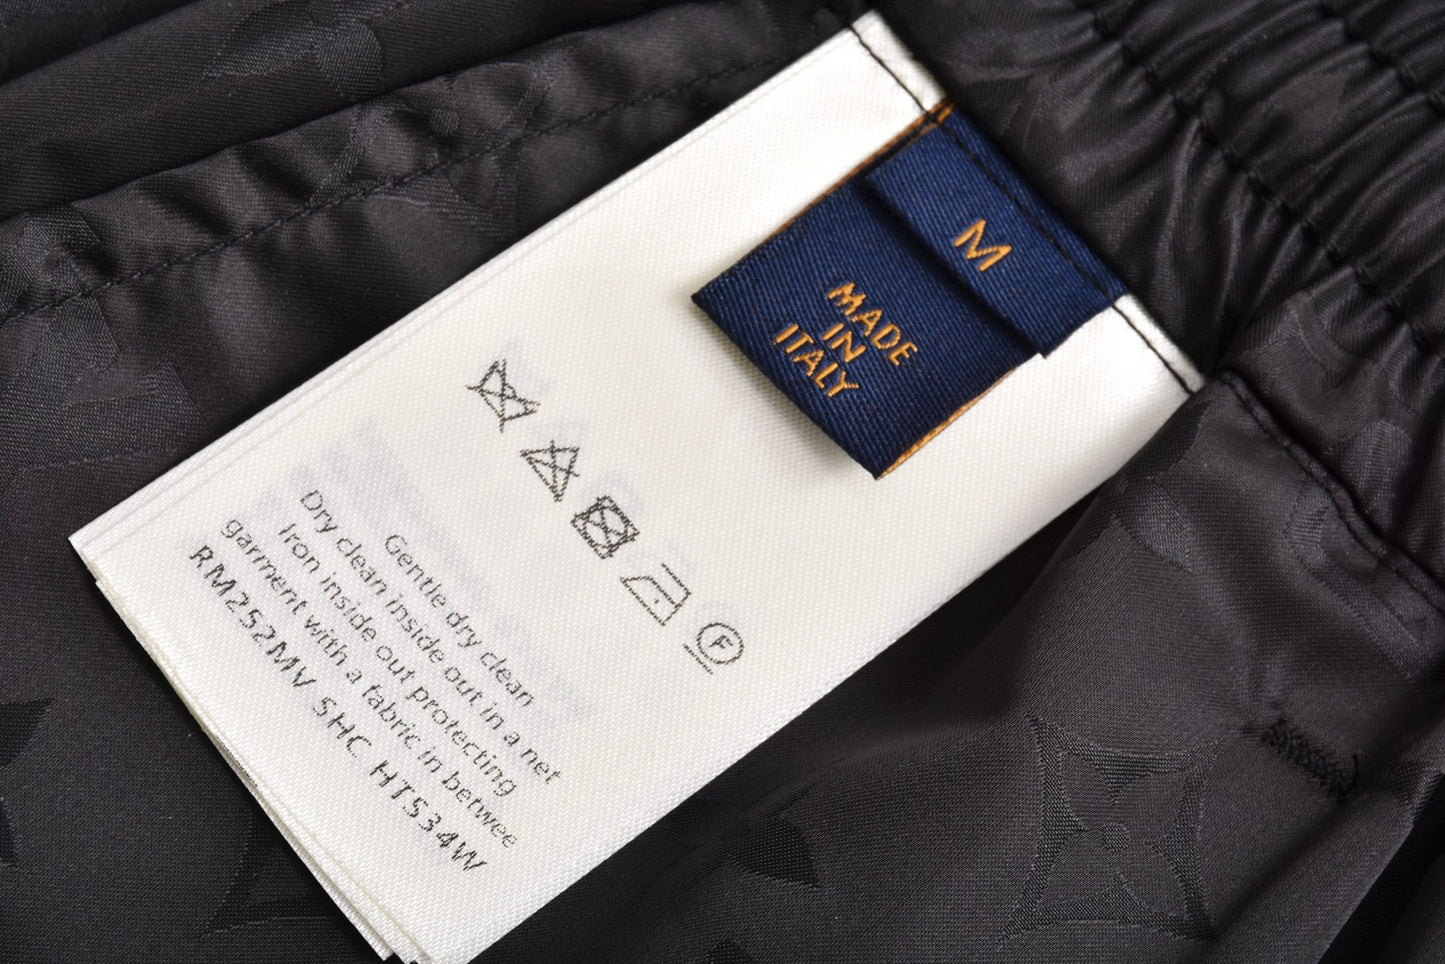 M
MADE
IN
ITALY
F
Gentle dry clean
Dry clean inside out in a net
Iron inside out protecting
garment with a fabric in betwee
RM252MV SHC HTS34W